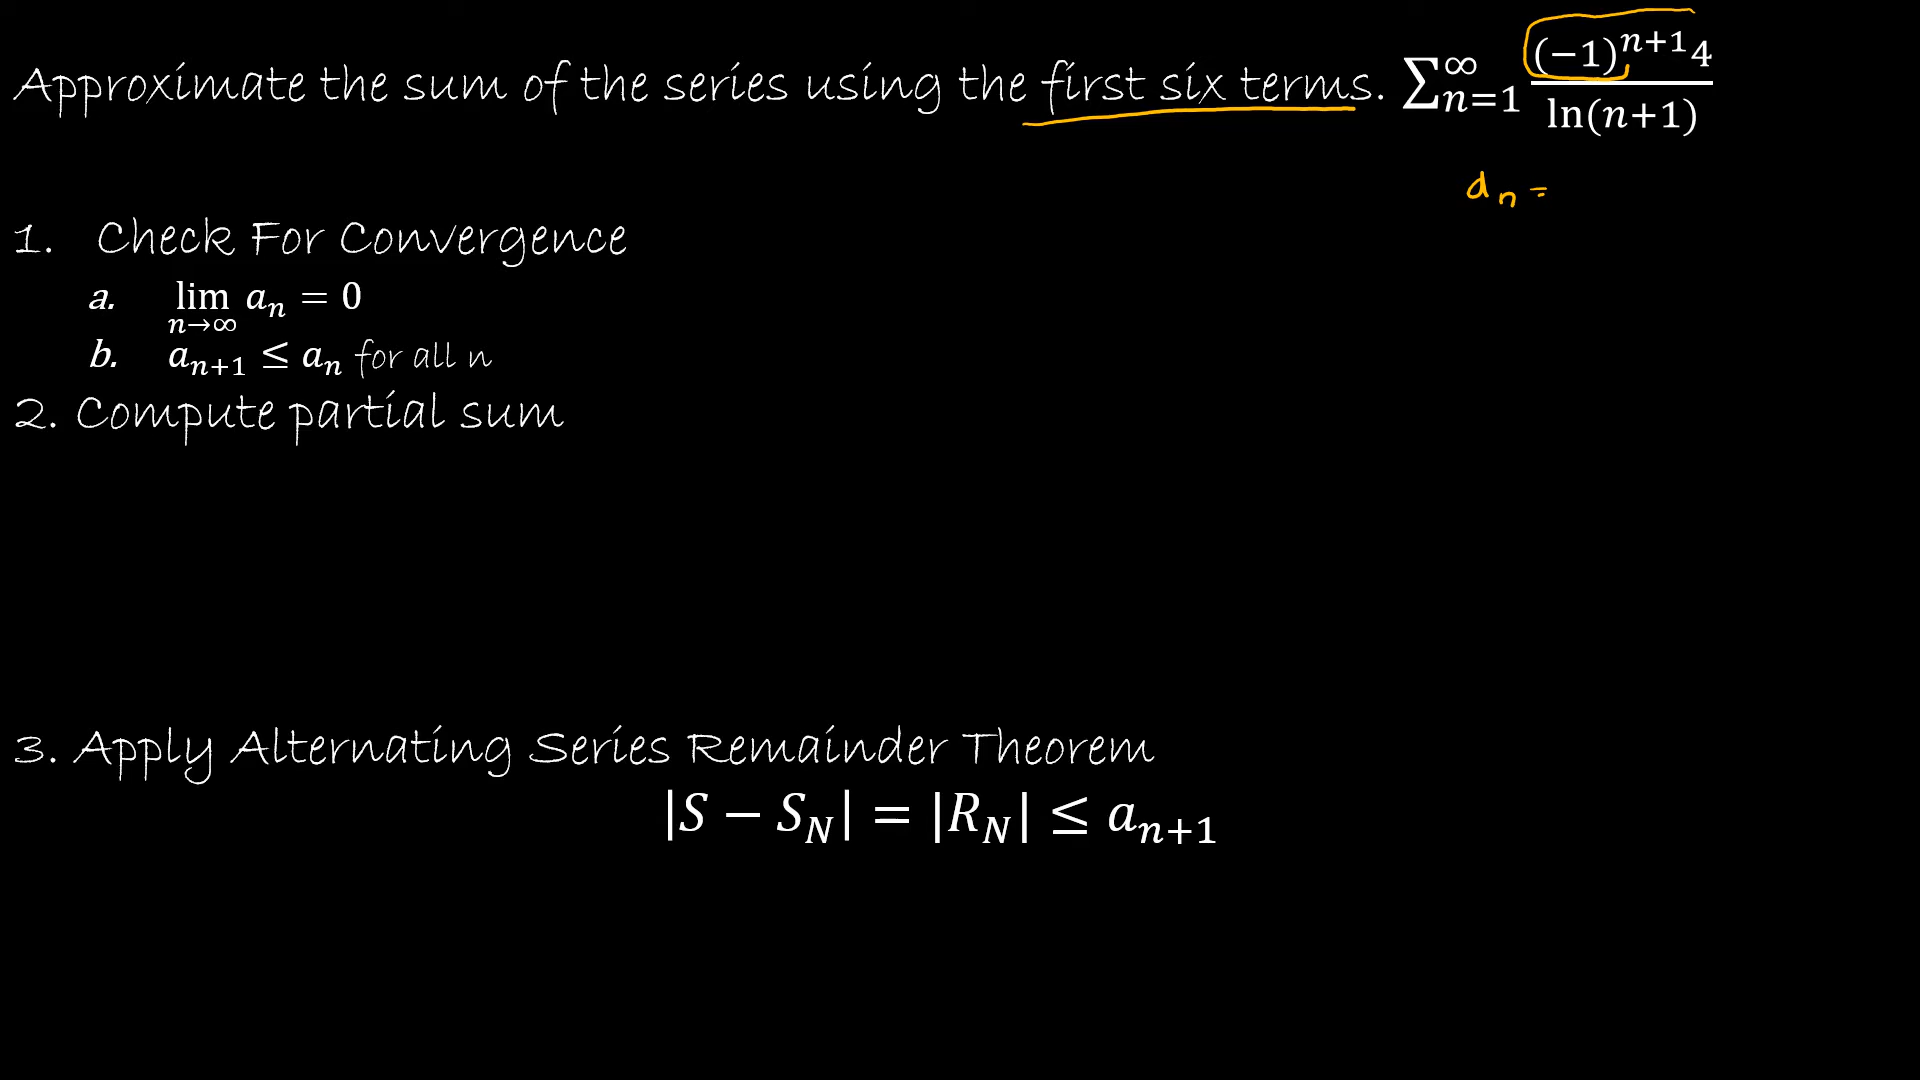 Approximate the sum of the series using the first six terms. ∑_{n=1}^{∞} \frac{(−1)^{n+1}4}{ln(n+1)}
a_n =
1. Check For Convergence
a. lim_{n→∞} a_n = 0
b. a_{n+1} ≤ a_n for all n
2. Compute partial sum
3. Apply Alternating Series Remainder Theorem
|S − S_N| = |R_N| ≤ a_{n+1}